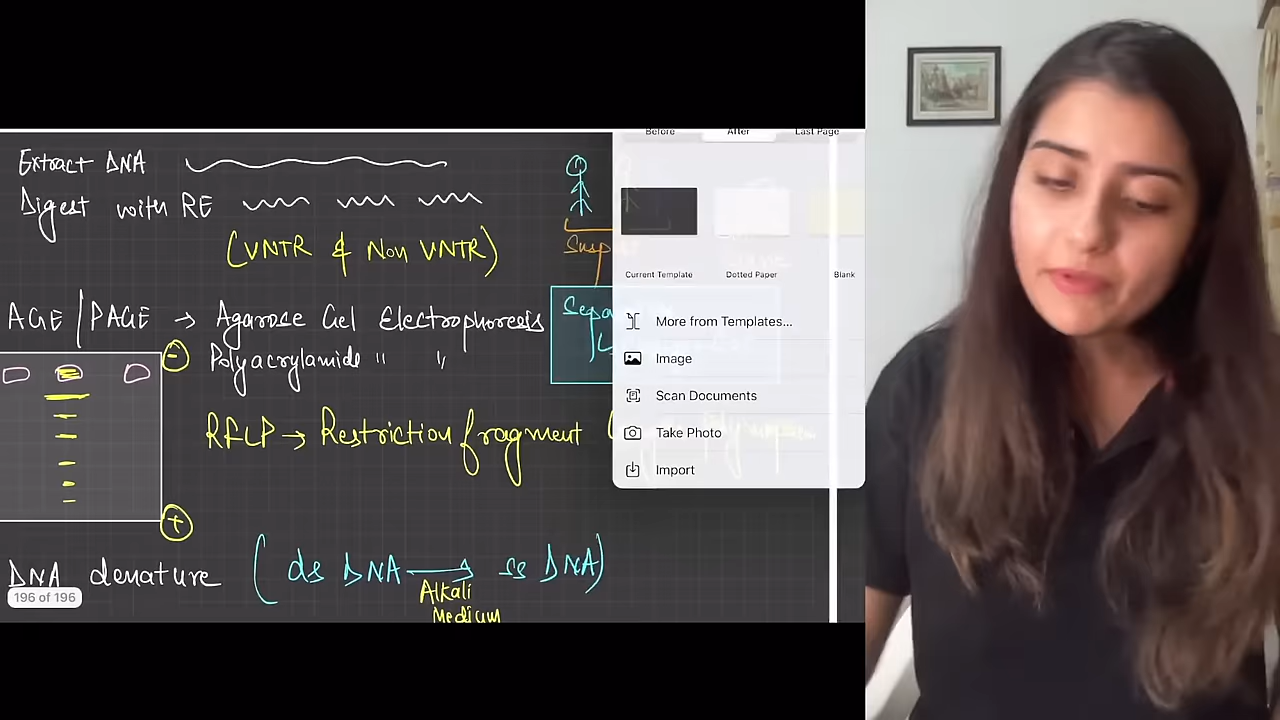 Before After Last Page
Extract DNA
Digest with RE
(VNTR & Non VNTR)
Current Template Dotted Paper Blank
AGE/PAGE → Agarose Gel Electrophoresis
Polyacrylamide " "
More from Templates...
Image
Scan Documents
Take Photo
Import
RFLP → Restriction fragment
DNA denature (ds DNA → ss DNA)
Alkali
Medium
196 of 196